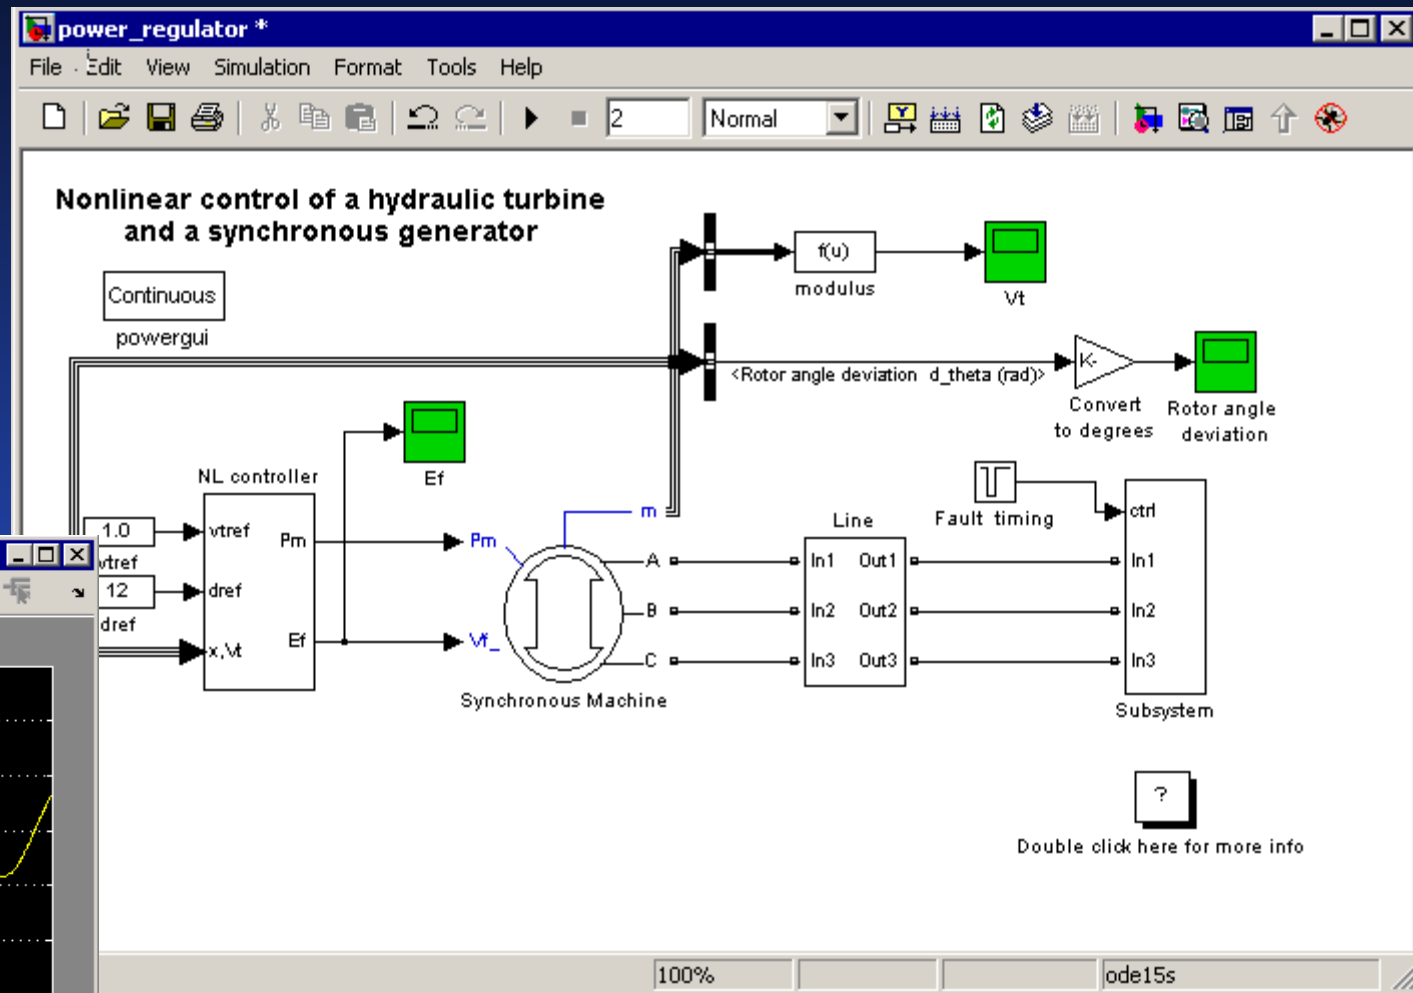 power_regulator *
File Edit View Simulation Format Tools Help
2 Normal
Nonlinear control of a hydraulic turbine
and a synchronous generator
Continuous
powergui
f(u)
modulus
Vt
<Rotor angle deviation d_theta (rad)>
K-
Convert
to degrees
Rotor angle
deviation
Ef
NL controller
1.0
vtref
12
dref
vtref
dref
x,Vt
Pm
Ef
Pm
Vf_
m
A
B
C
Synchronous Machine
Line
In1 Out1
In2 Out2
In3 Out3
Fault timing
ctrl
In1
In2
In3
Subsystem
?
Double click here for more info
100%
ode15s